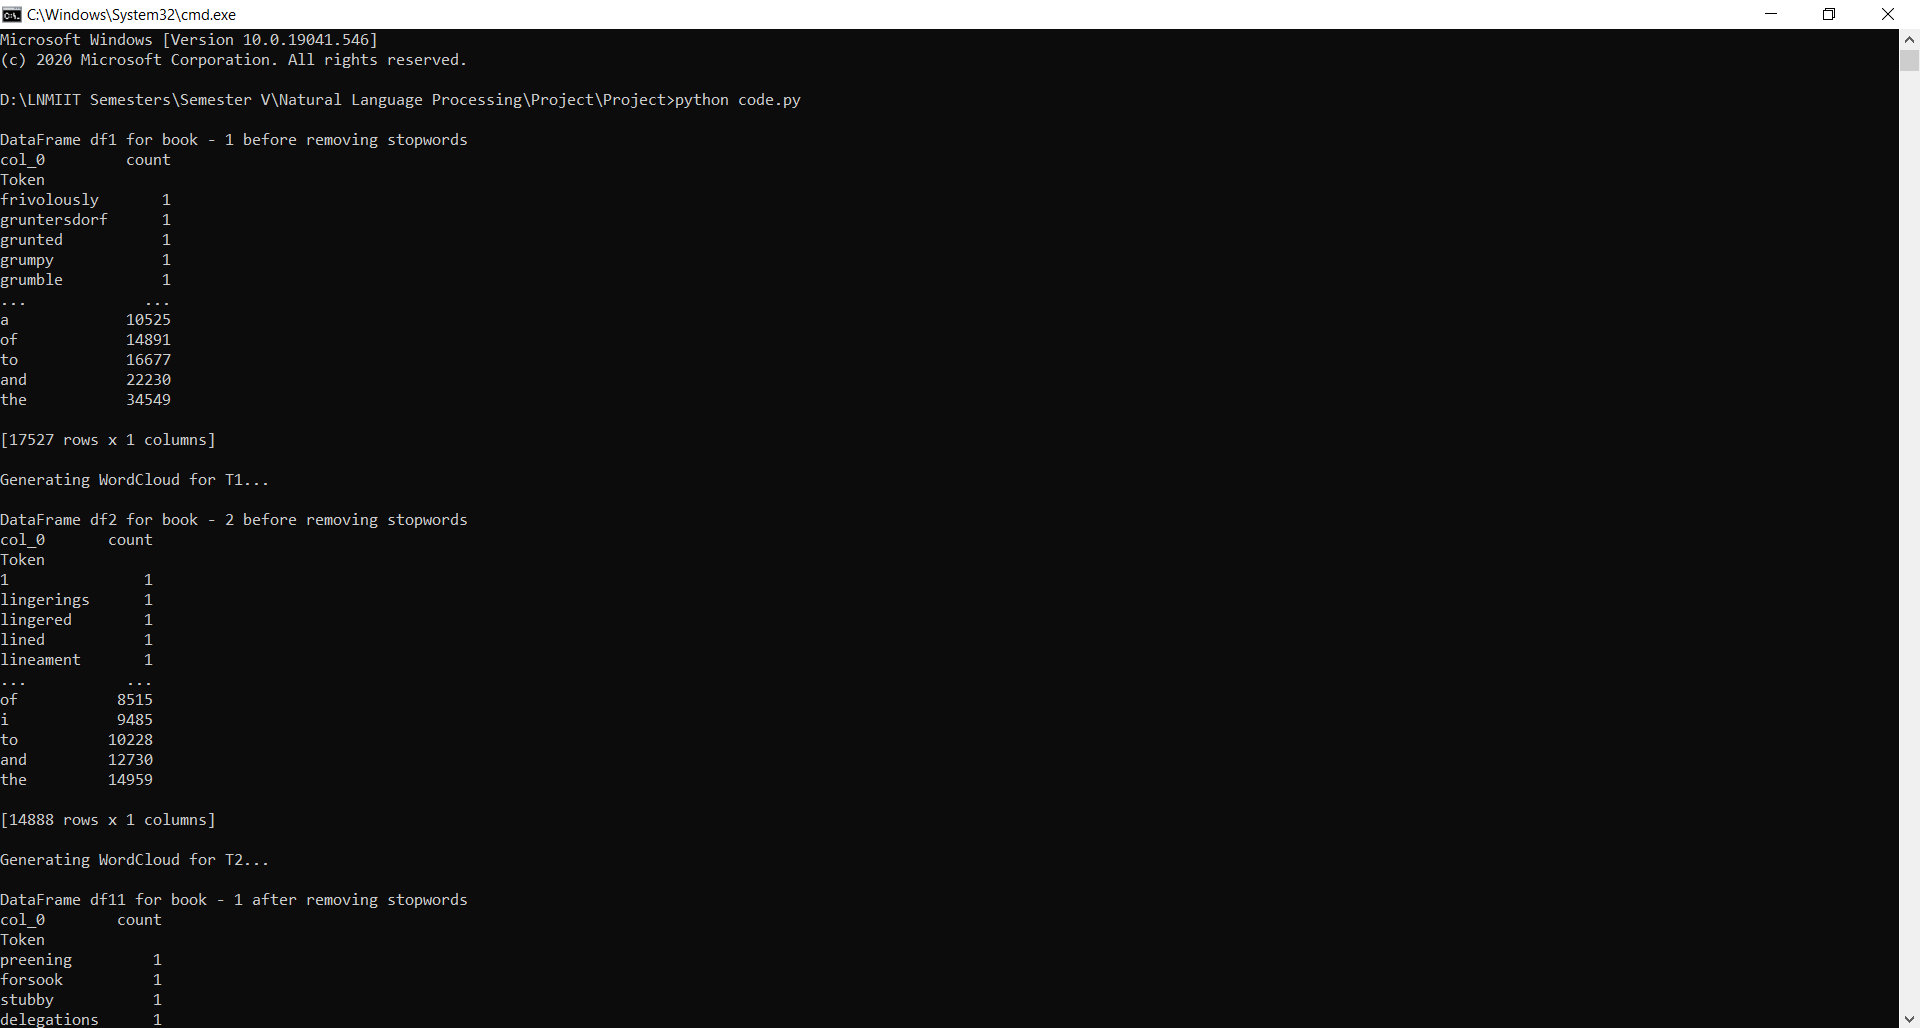 C:\Windows\System32\cmd.exe
Microsoft Windows [Version 10.0.19041.546]
(c) 2020 Microsoft Corporation. All rights reserved.
D:\LNMIIT Semesters\Semester V\Natural Language Processing\Project\Project>python code.py
DataFrame df1 for book - 1 before removing stopwords
col_0 count
Token
frivolously 1
gruntersdorf 1
grunted 1
grumpy 1
grumble 1
... ...
a 10525
of 14891
to 16677
and 22230
the 34549
[17527 rows x 1 columns]
Generating WordCloud for T1...
DataFrame df2 for book - 2 before removing stopwords
col_0 count
Token
1 1
lingerings 1
lingered 1
lined 1
lineament 1
... ...
of 8515
i 9485
to 10228
and 12730
the 14959
[14888 rows x 1 columns]
Generating WordCloud for T2...
DataFrame df11 for book - 1 after removing stopwords
col_0 count
Token
preening 1
forsook 1
stubby 1
delegations 1